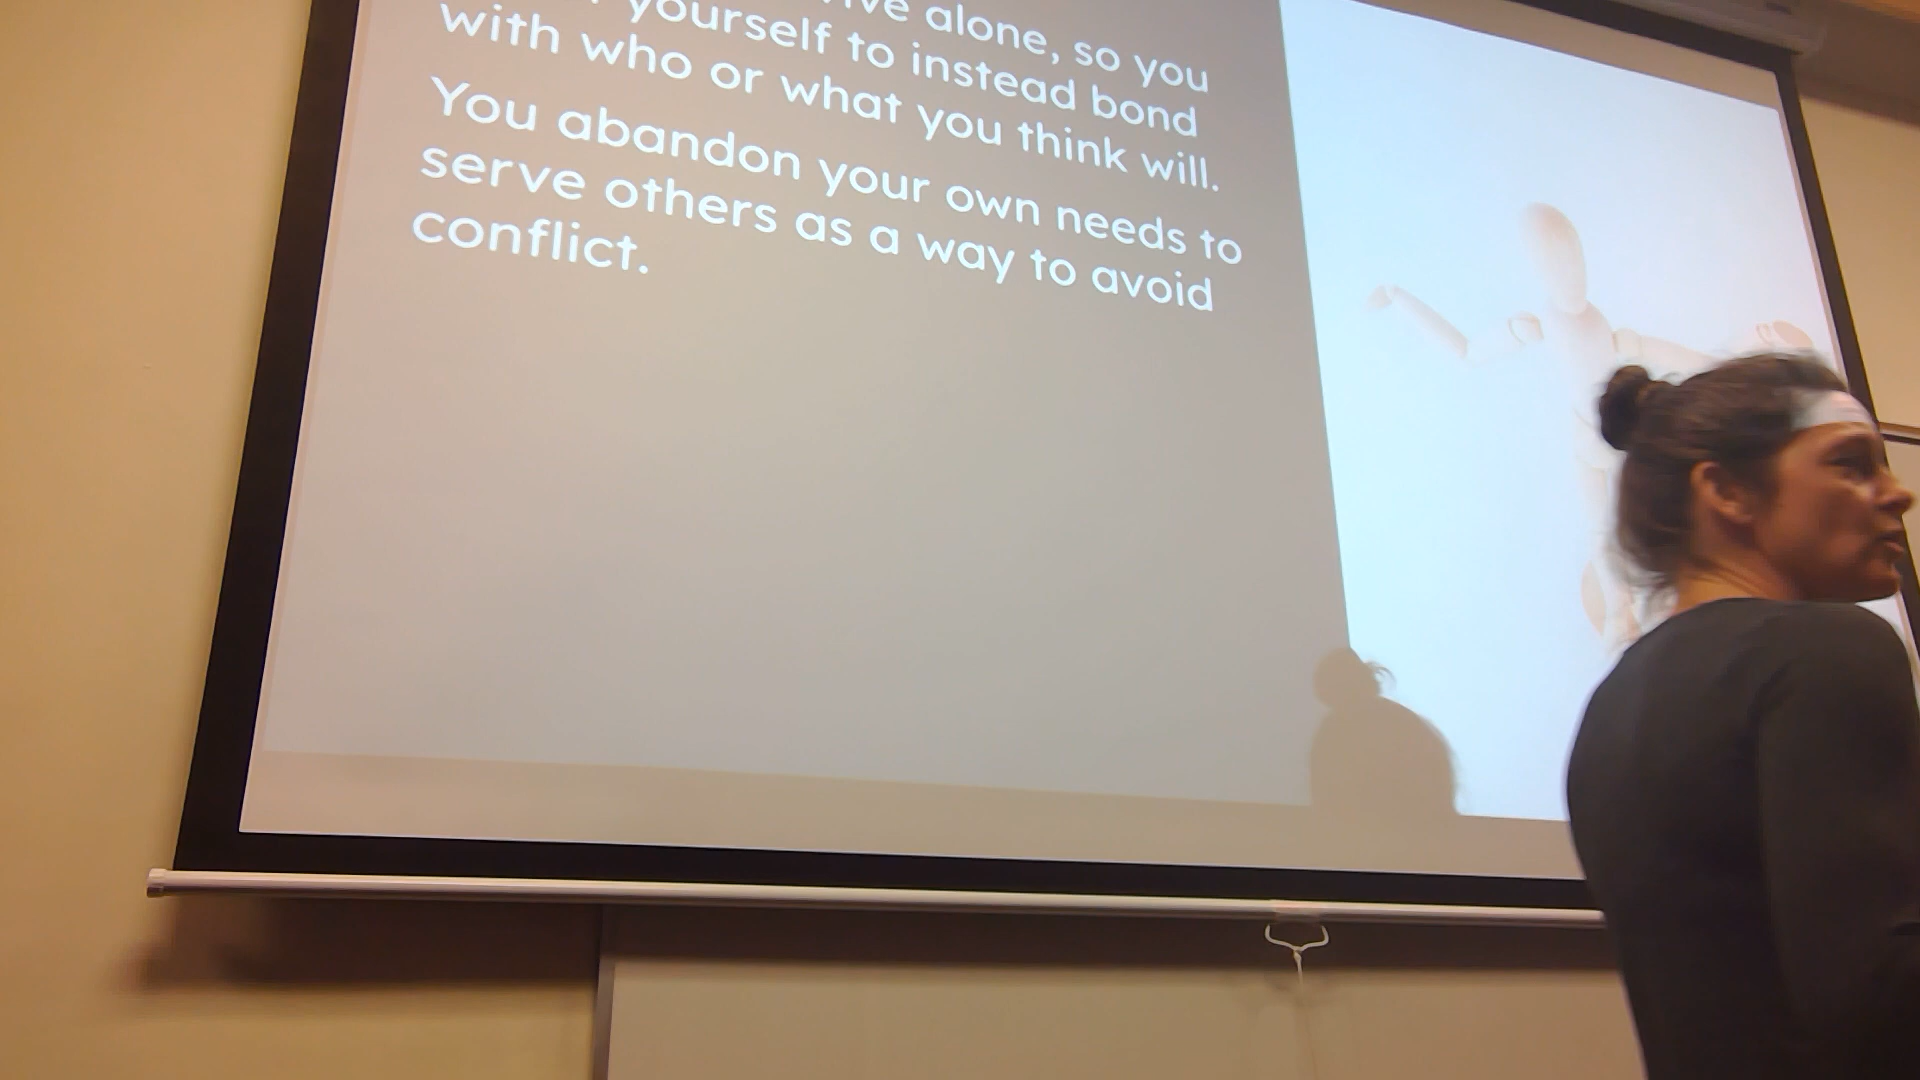 alone, so you
yourself to instead bond
with who or what you think will.
You abandon your own needs to
serve others as a way to avoid
conflict.